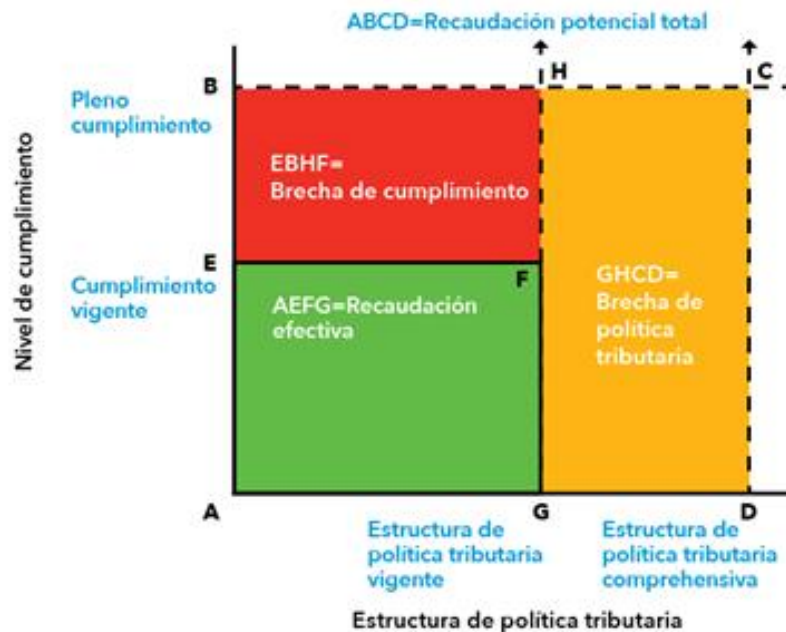 ABCD=Recaudación potencial total
B
H
C
Pleno
cumplimiento
EBHF=
Brecha de cumplimiento
Nivel de cumplimiento
E
F
Cumplimiento
vigente
AEFG=Recaudación
efectiva
GHCD=
Brecha de
política
tributaria
A
G
D
Estructura de
política tributaria
vigente
Estructura de
política tributaria
comprehensiva
Estructura de política tributaria